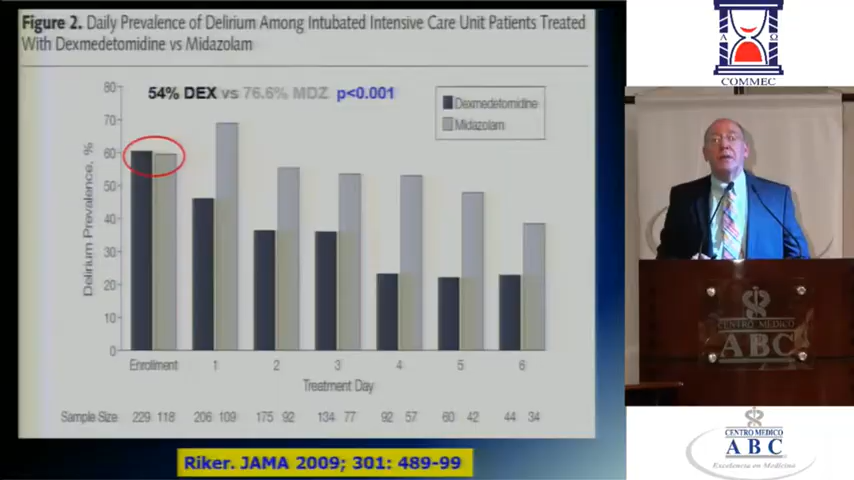 Figure 2. Daily Prevalence of Delirium Among Intubated Intensive Care Unit Patients Treated
With Dexmedetomidine vs Midazolam
54% DEX vs 76.6% MDZ p<0.001
Dexmedetomidine
Midazolam
Delirium Prevalence, %
80
70
60
50
40
30
20
10
0
Enrollment 1 2 3 4 5 6
Treatment Day
Sample Size 229 118 206 109 175 92 134 77 92 57 60 42 44 34
Riker. JAMA 2009; 301: 489-99
Α Ω
COMMEC
CENTRO MEDICO
ABC
CENTRO MEDICO
ABC
Excelencia en Medicina